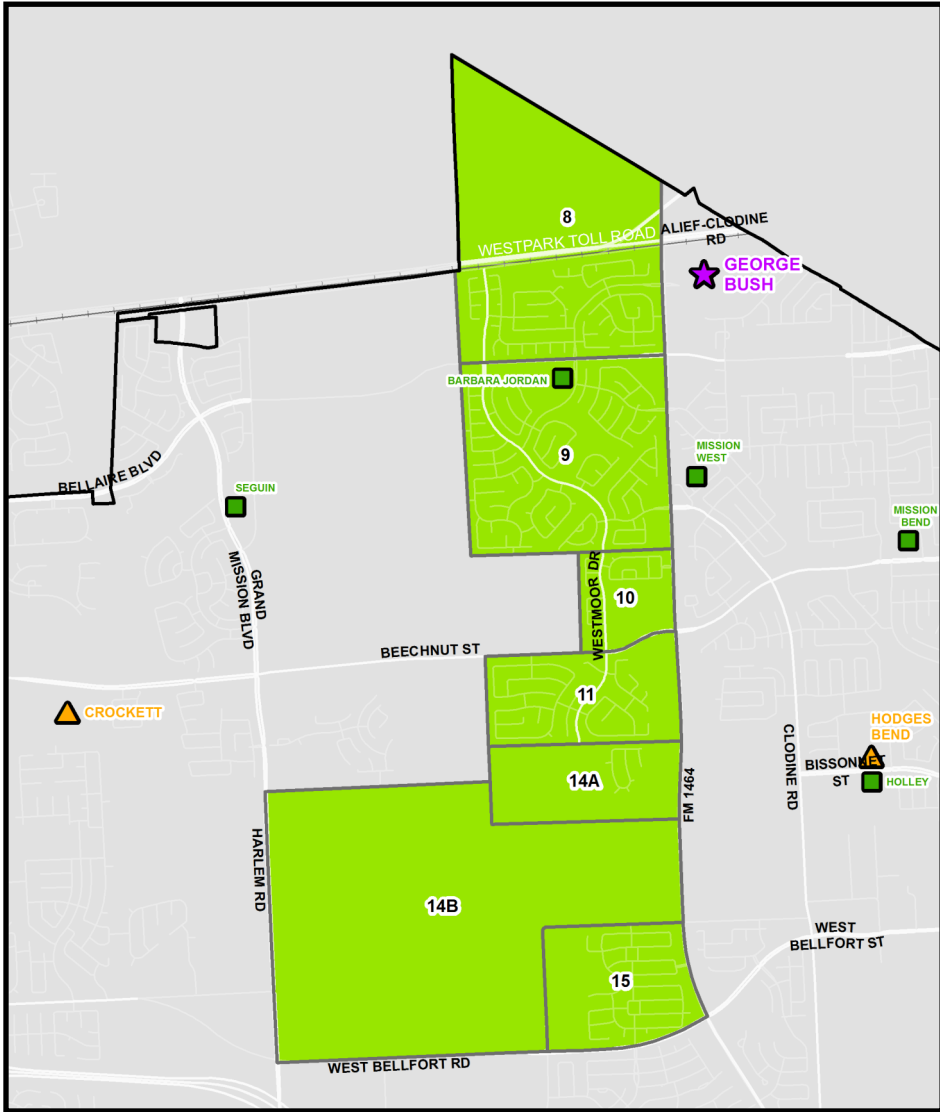 8
WESTPARK TOLL ROAD
ALIEF-CLODINE
RD
GEORGE
BUSH
BARBARA JORDAN
9
MISSION
WEST
BELLAIRE BLVD
SEGUIN
MISSION
BEND
GRAND
MISSION BLVD
WESTMOOR DR
10
BEECHNUT ST
11
CROCKETT
CLODINE RD
HODGES
BEND
BISSONNET
ST
HOLLEY
14A
FM 1464
HARLEM RD
14B
WEST
BELLFORT ST
15
WEST BELLFORT RD